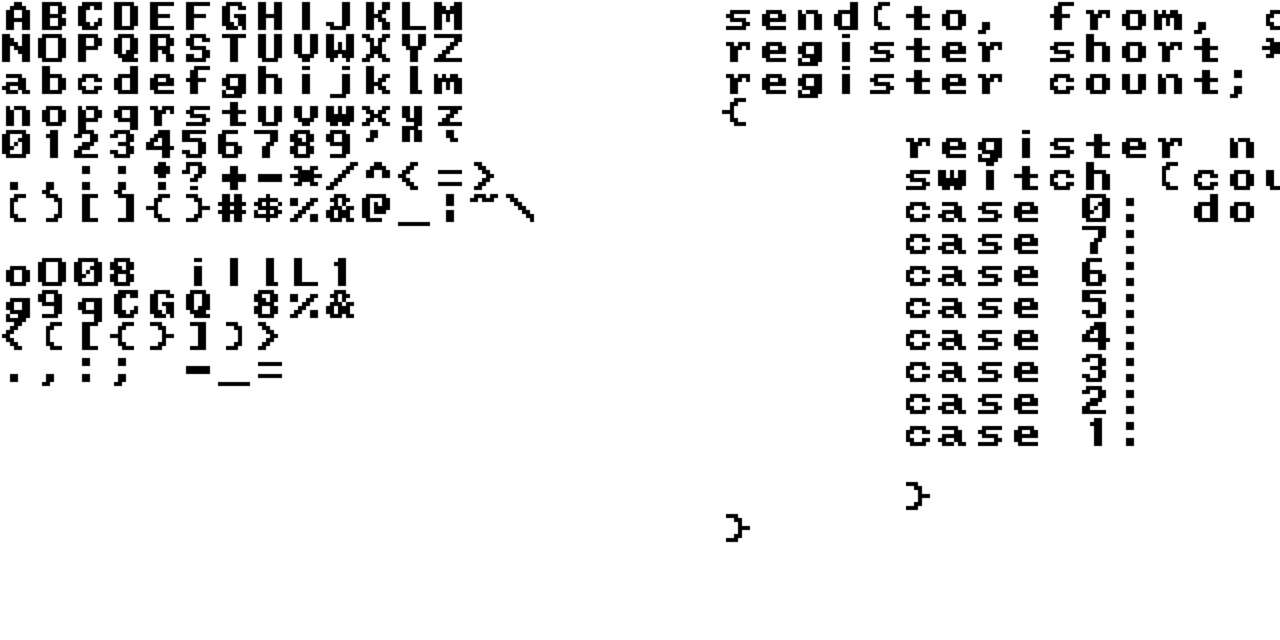 ABCDEFGHIJKLM
NOPQRSTUVWXYZ
abcdefghijklm
nopqrstuvwxyz
0123456789´"`
.,:;!?+-*/^<=>
()[]{}#$%&@_¦~\
oO08 iIlL1
g9qCGQ 8%&
<([{}])>
.,:; -_=
send(to, from, c
register short *
register count;
{
register n
switch (cou
case 0: do
case 7:
case 6:
case 5:
case 4:
case 3:
case 2:
case 1:
}
}